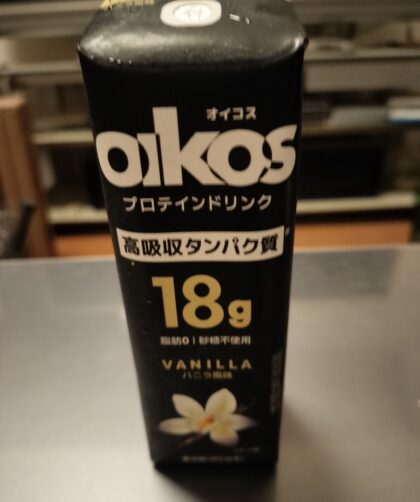 オイコス
oikos
プロテインドリンク
高吸収タンパク質
18g
脂肪0 | 砂糖不使用
VANILLA
バニラ風味